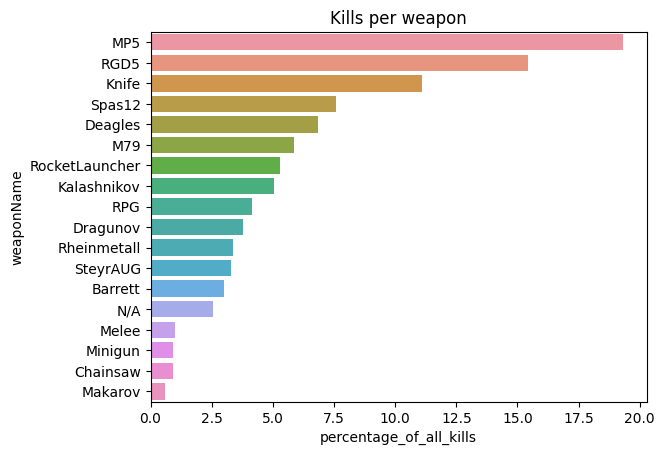 Kills per weapon
MP5
RGD5
Knife
Spas12
Deagles
M79
RocketLauncher
Kalashnikov
RPG
Dragunov
Rheinmetall
SteyrAUG
Barrett
N/A
Melee
Minigun
Chainsaw
Makarov
weaponName
0.0 2.5 5.0 7.5 10.0 12.5 15.0 17.5 20.0
percentage_of_all_kills